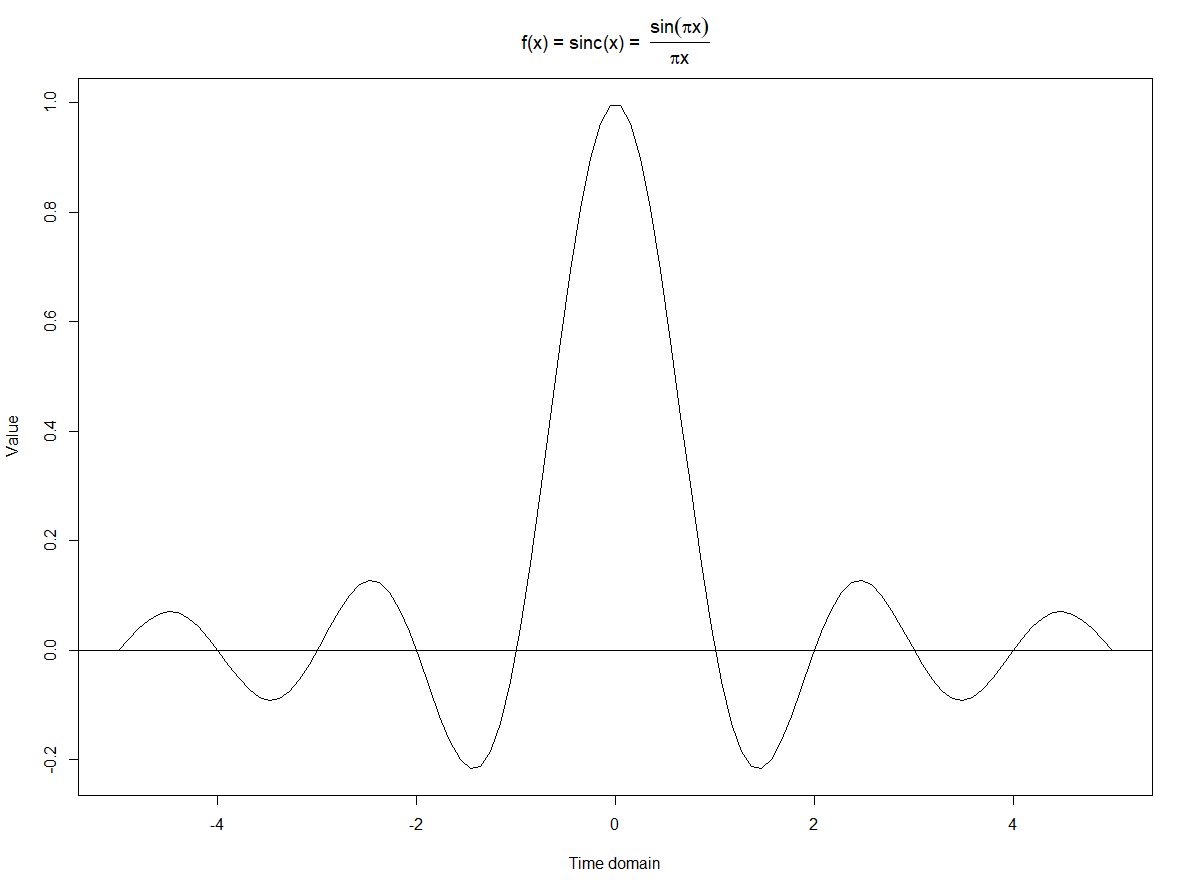 f(x) = sinc(x) = sin(πx)
πx
1.0
0.8
0.6
0.4
0.2
0.0
-0.2
Value
-4 -2 0 2 4
Time domain